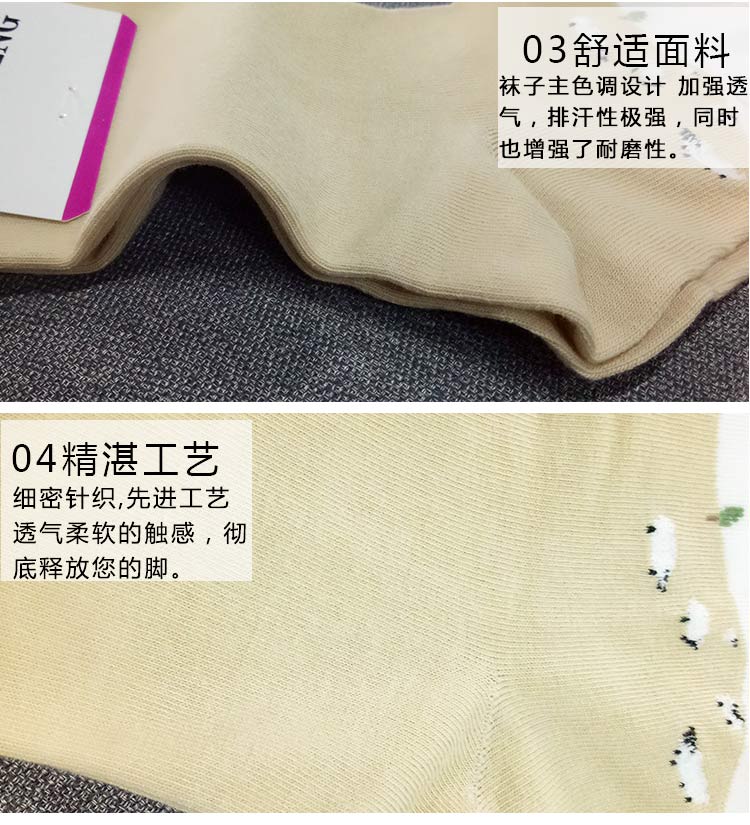 NG
03舒适面料
袜子主色调设计 加强透
气，排汗性极强，同时
也增强了耐磨性。
04精湛工艺
细密针织,先进工艺
透气柔软的触感，彻
底释放您的脚。